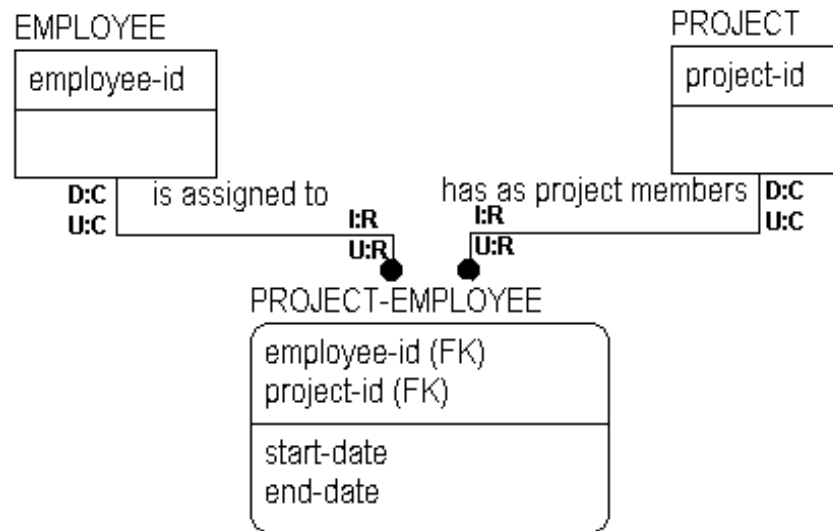 EMPLOYEE
employee-id
PROJECT
project-id
D:C
U:C
is assigned to
I:R
U:R
has as project members
I:R
U:R
D:C
U:C
PROJECT-EMPLOYEE
employee-id (FK)
project-id (FK)
start-date
end-date